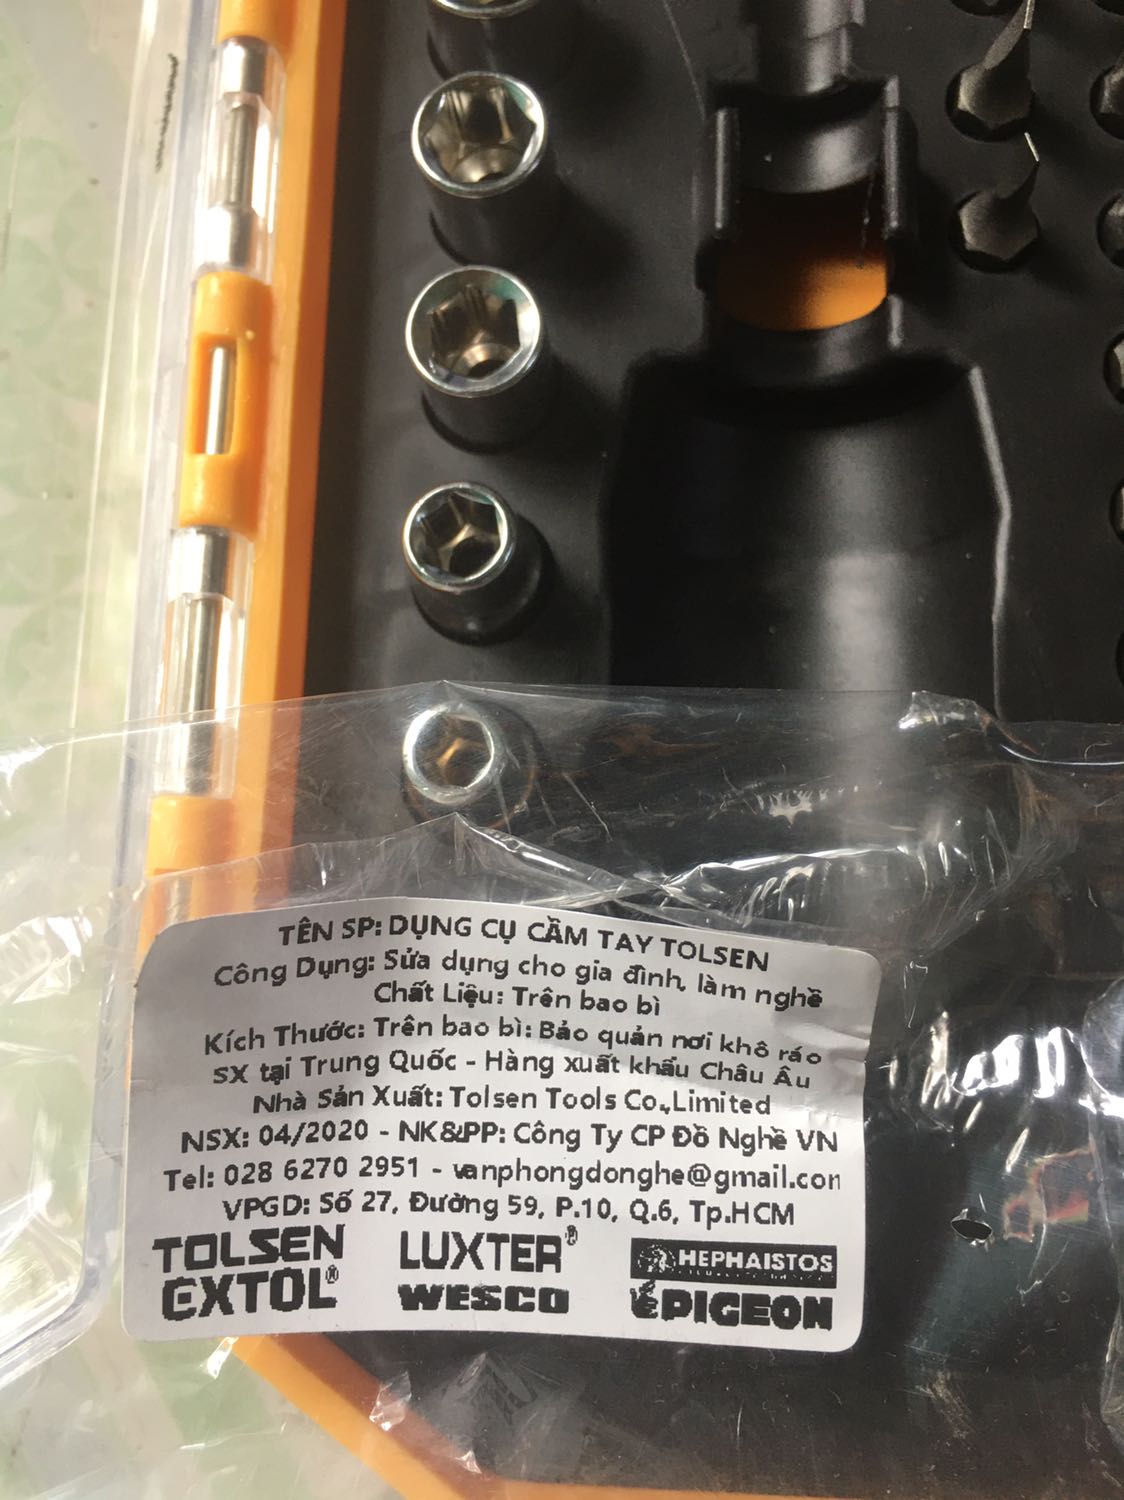 TÊN SP: DỤNG CỤ CẦM TAY TOLSEN
Công Dụng: Sửa dụng cho gia đình, làm nghề
Chất Liệu: Trên bao bì
Kích Thước: Trên bao bì: Bảo quản nơi khô ráo
SX tại Trung Quốc - Hàng xuất khẩu Châu Âu
Nhà Sản Xuất: Tolsen Tools Co.,Limited
NSX: 04/2020 - NK&PP: Công Ty CP Đồ Nghề VN
Tel: 028 6270 2951 - vanphongdonghe@gmail.com
VPGD: Số 27, Đường 59, P.10, Q.6, Tp.HCM
TOLSEN LUXTER® HEPHAISTOS
EXTOL® WESCO PIGEON